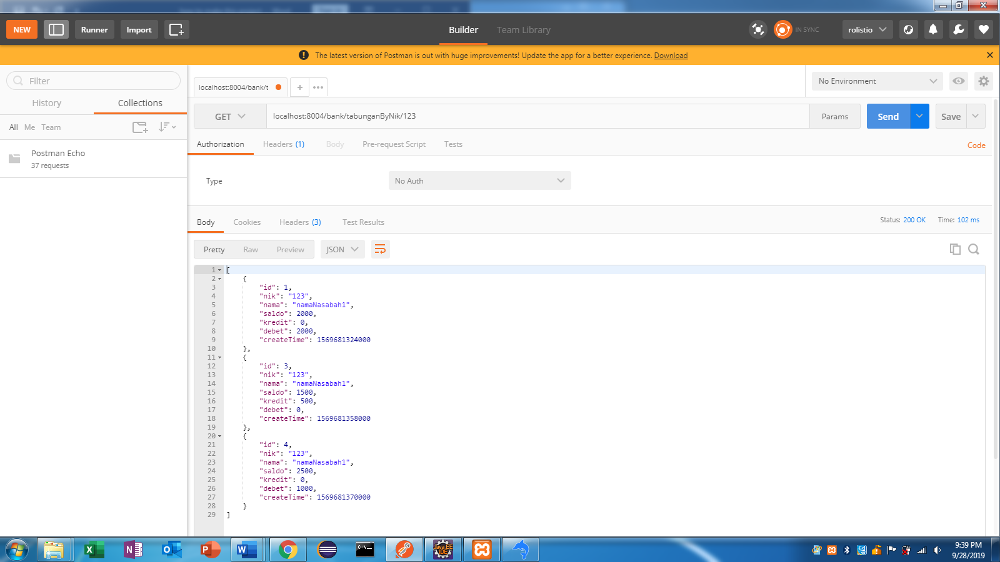 NEW
Runner
Import
Builder
Team Library
IN SYNC
rolistio
The latest version of Postman is out with huge improvements! Update the app for a better experience. Download
Filter
History
Collections
All Me Team
Postman Echo
37 requests
localhost:8004/bank/t
No Environment
GET
localhost:8004/bank/tabunganByNik/123
Params
Send
Save
Authorization
Headers (1)
Body
Pre-request Script
Tests
Code
Type
No Auth
Body
Cookies
Headers (3)
Test Results
Status: 200 OK
Time: 102 ms
Pretty
Raw
Preview
JSON
1 [
2 {
3 "id": 1,
4 "nik": "123",
5 "nama": "namaNasabah1",
6 "saldo": 2000,
7 "kredit": 0,
8 "debet": 2000,
9 "createTime": 1569681324000
10 },
11 {
12 "id": 3,
13 "nik": "123",
14 "nama": "namaNasabah1",
15 "saldo": 1500,
16 "kredit": 500,
17 "debet": 0,
18 "createTime": 1569681358000
19 },
20 {
21 "id": 4,
22 "nik": "123",
23 "nama": "namaNasabah1",
24 "saldo": 2500,
25 "kredit": 0,
26 "debet": 1000,
27 "createTime": 1569681370000
28 }
29 ]
Java EE
IDE
9:39 PM
9/28/2019